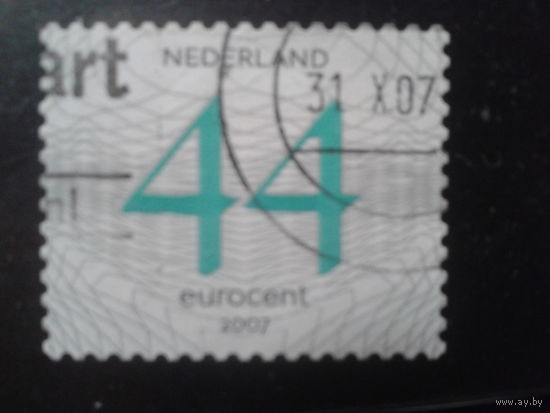 art
NEDERLAND
31 X.07
44
nl
eurocent
2007
www.ay.by